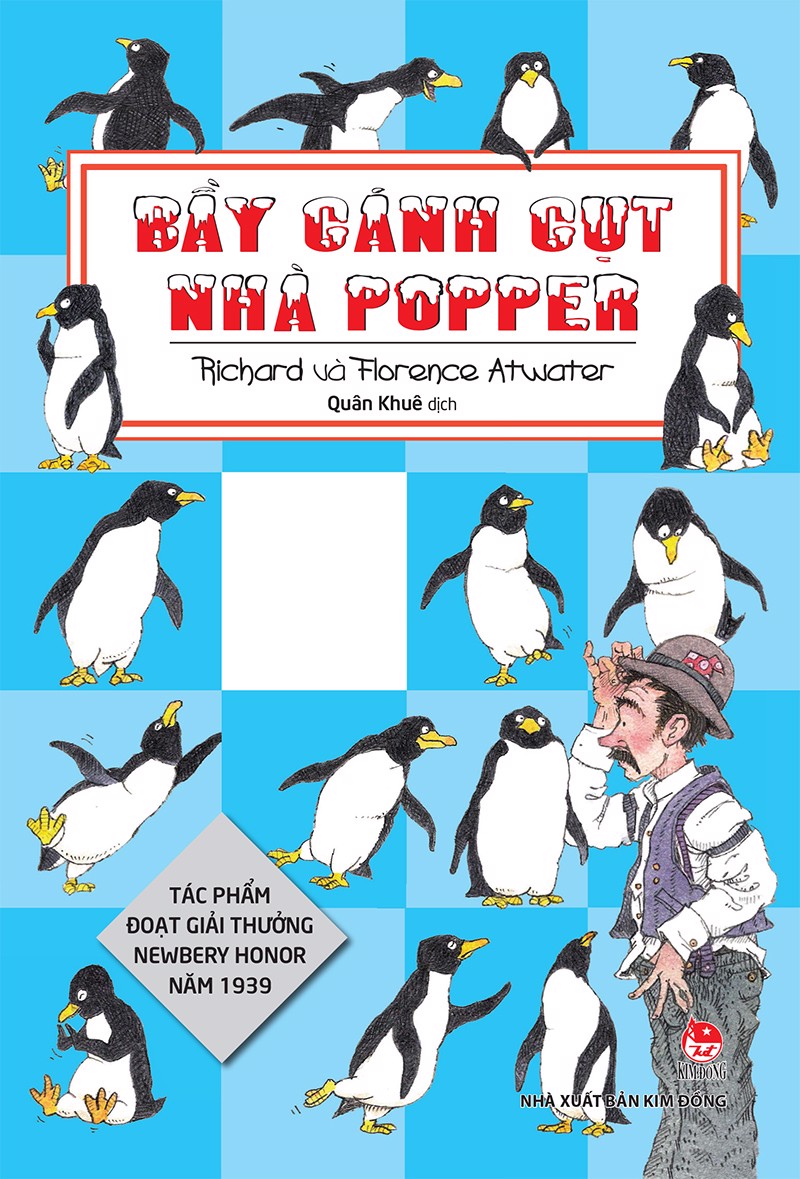 BẦY CÁNH CỤT
NHÀ POPPER
Richard và Florence Atwater
Quân Khuê dịch
TÁC PHẨM
ĐOẠT GIẢI THƯỞNG
NEWBERY HONOR
NĂM 1939
KIM ĐỒNG
NHÀ XUẤT BẢN KIM ĐỒNG